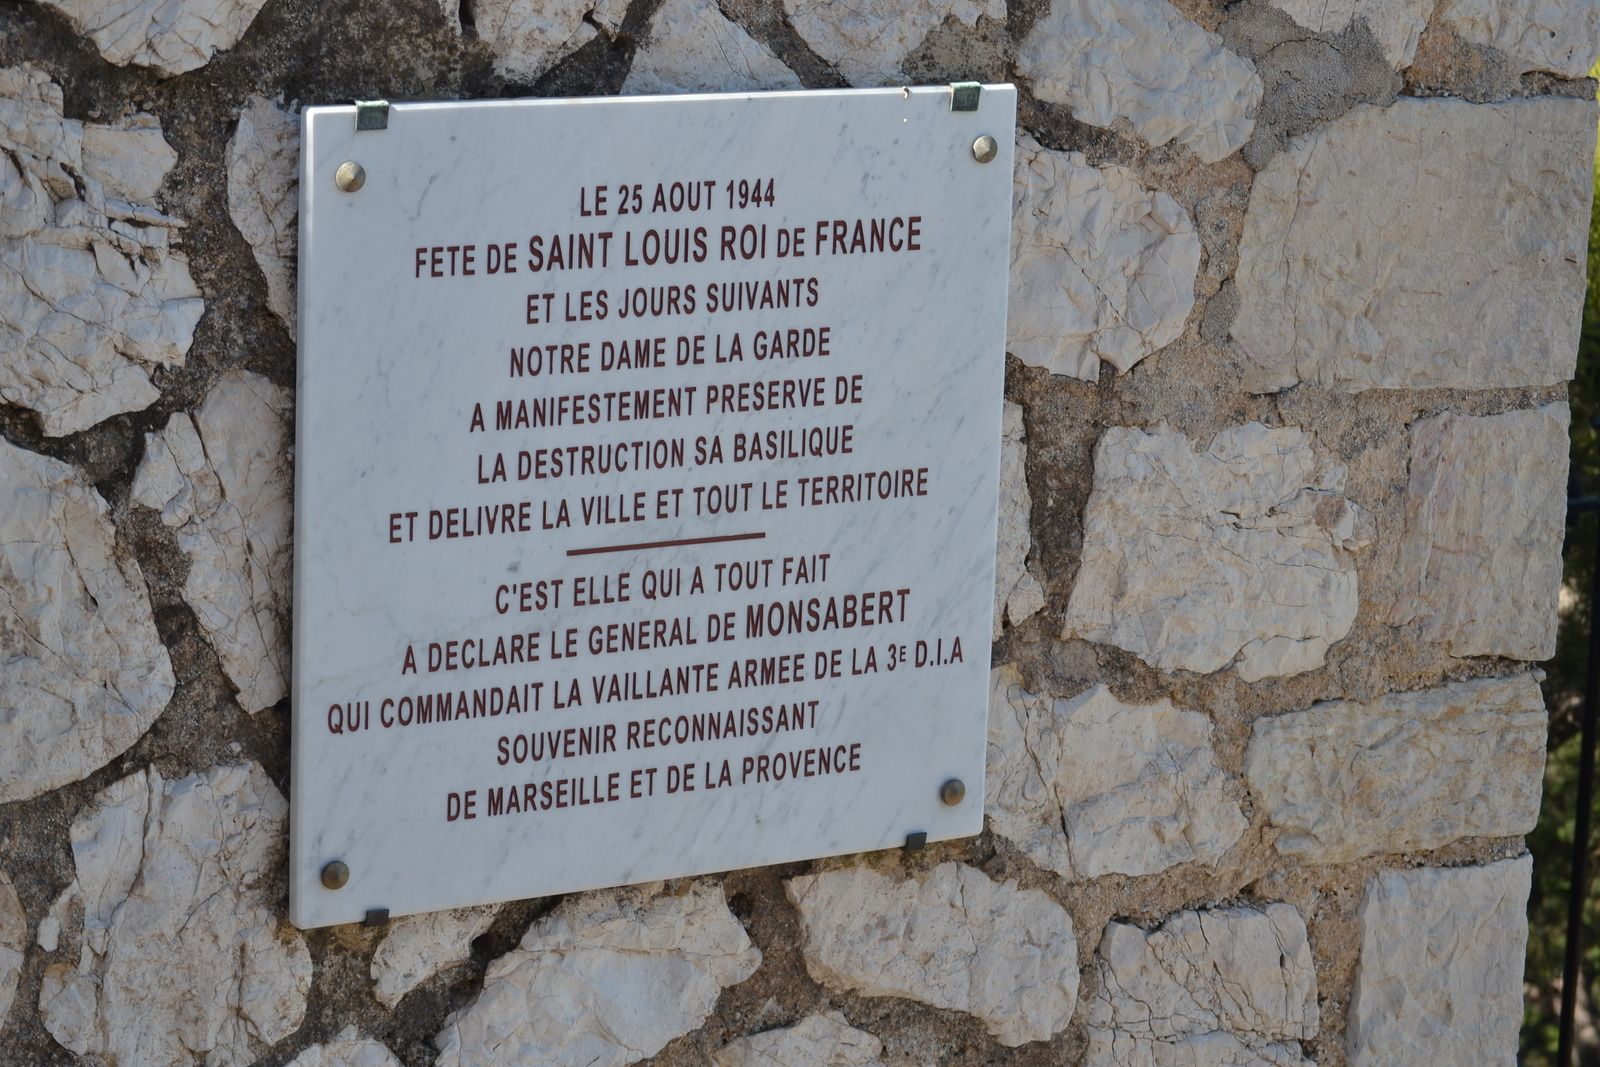 LE 25 AOUT 1944
FETE DE SAINT LOUIS ROI DE FRANCE
ET LES JOURS SUIVANTS
NOTRE DAME DE LA GARDE
A MANIFESTEMENT PRESERVE DE
LA DESTRUCTION SA BASILIQUE
ET DELIVRE LA VILLE ET TOUT LE TERRITOIRE
C'EST ELLE QUI A TOUT FAIT
A DECLARE LE GENERAL DE MONSABERT
QUI COMMANDAIT LA VAILLANTE ARMEE DE LA 3E D.I.A
SOUVENIR RECONNAISSANT
DE MARSEILLE ET DE LA PROVENCE